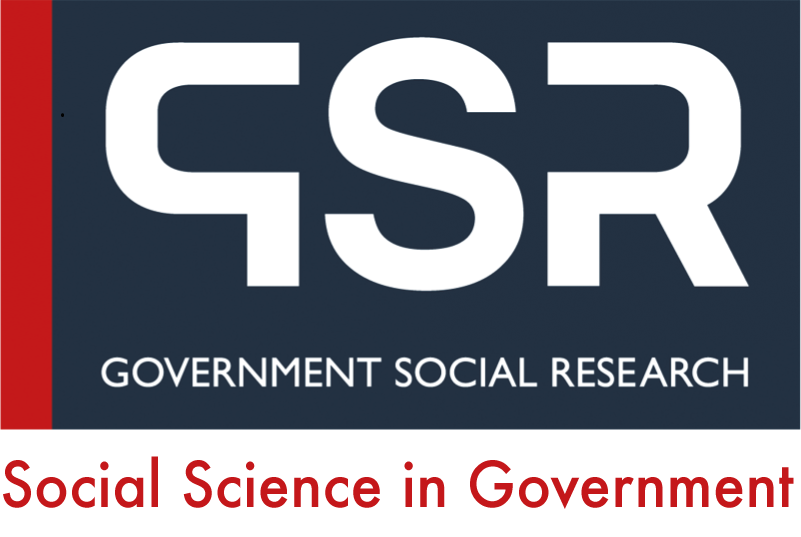 GSR
GOVERNMENT SOCIAL RESEARCH
Social Science in Government